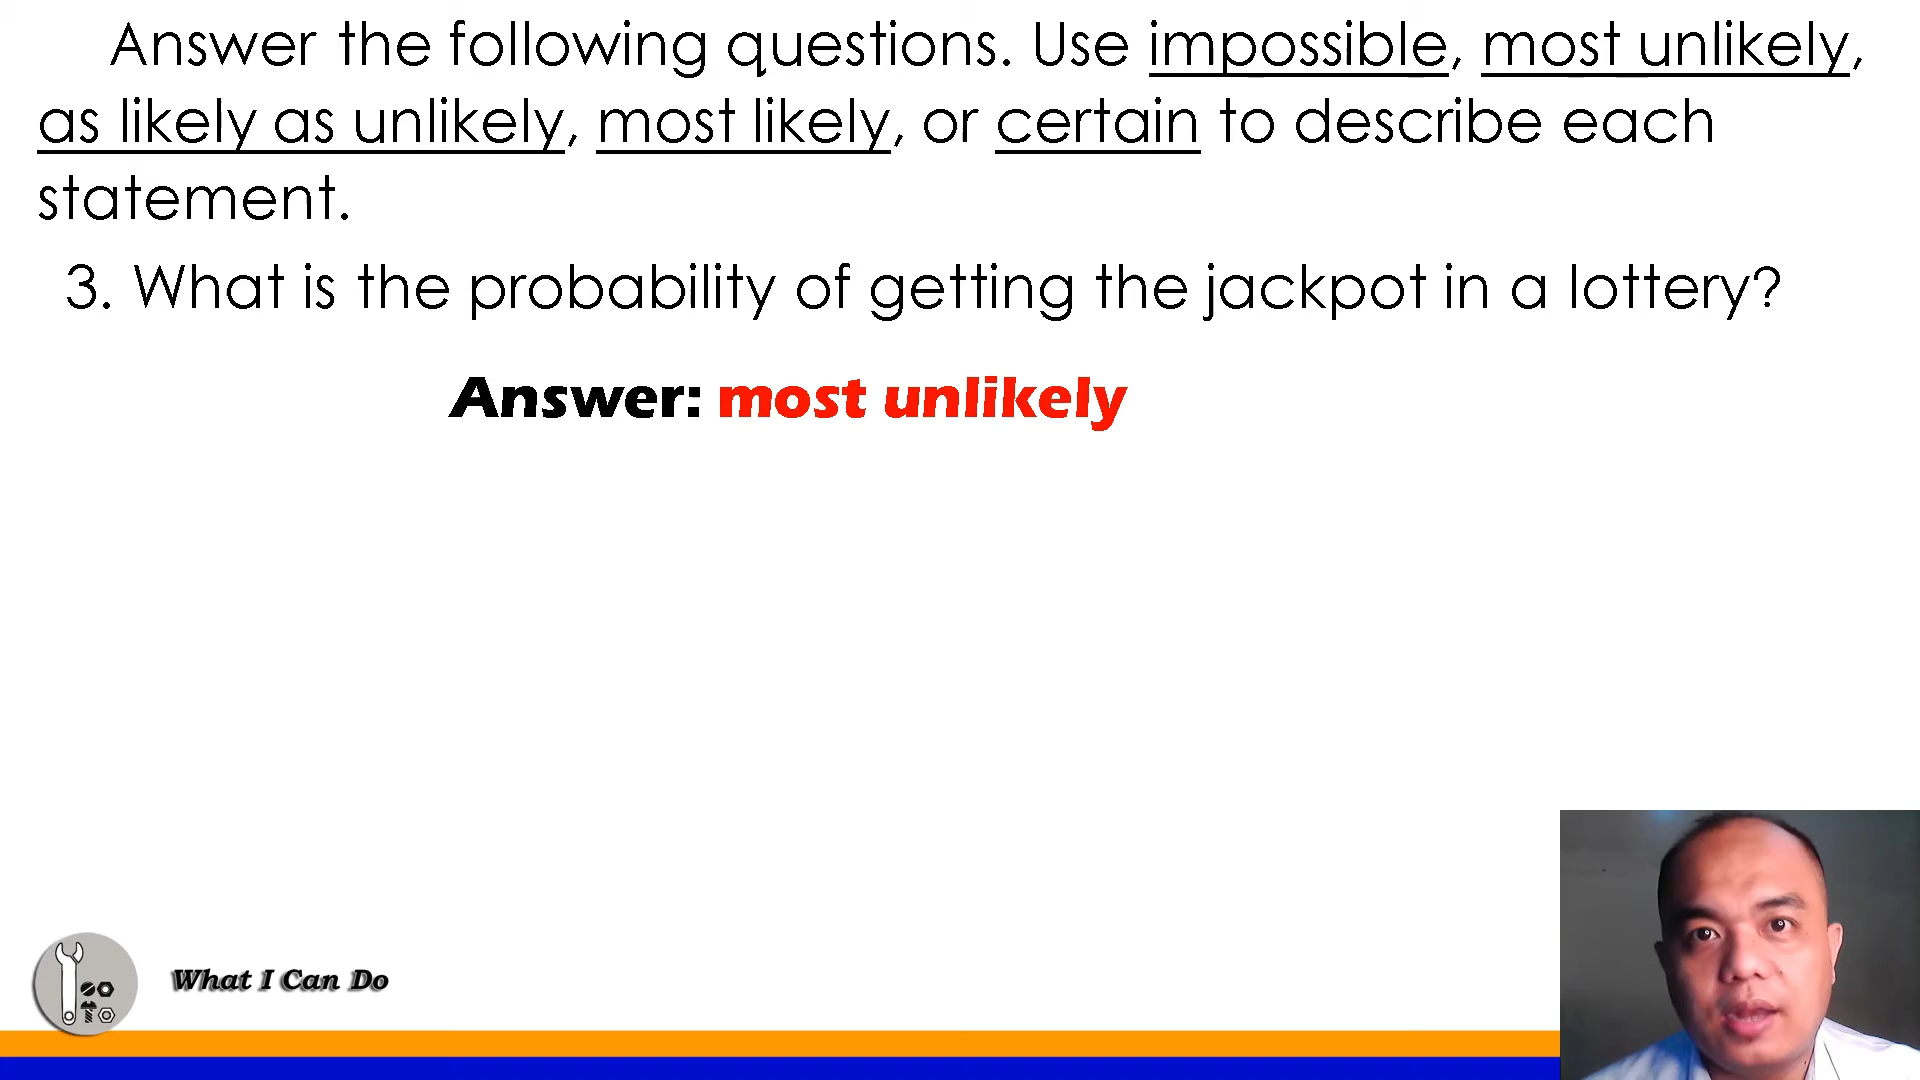 Answer the following questions. Use impossible, most unlikely,
as likely as unlikely, most likely, or certain to describe each
statement.
3. What is the probability of getting the jackpot in a lottery?
Answer: most unlikely
What I Can Do